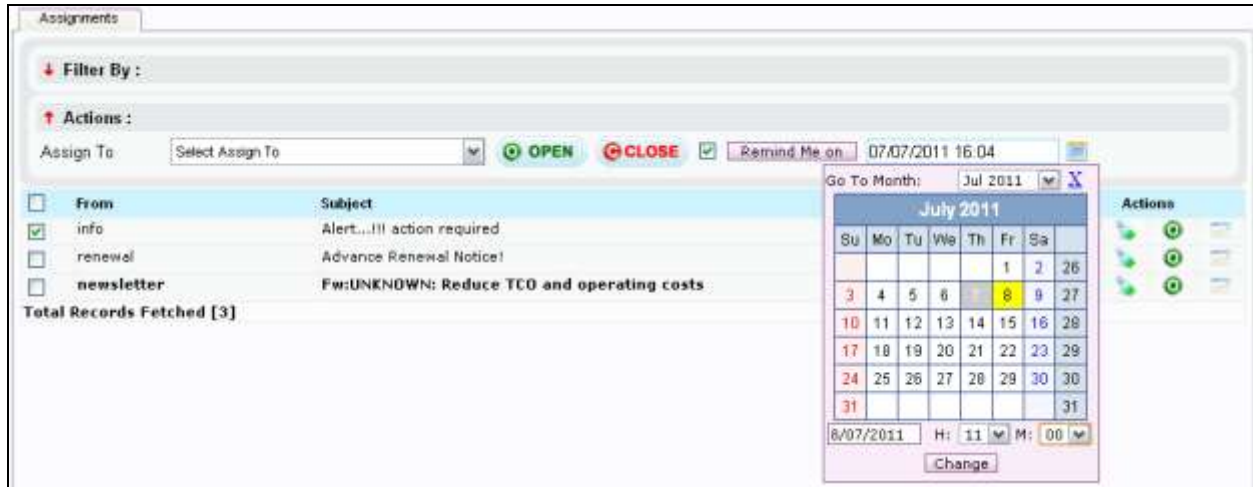 Assignments
Filter By :
Actions :
Assign To Select Assign To OPEN CLOSE Remind Me on 07/07/2011 16:04
Go To Month: Jul 2011 X
From Subject Actions
July 2011
info Alert...!!! action required
Su Mo Tu We Th Fr Sa
renewal Advance Renewal Notice!
1 2 26
newsletter Fw:UNKNOWN: Reduce TCO and operating costs
3 4 5 6 7 8 9 27
Total Records Fetched [3]
10 11 12 13 14 15 16 28
17 18 19 20 21 22 23 29
24 25 26 27 28 29 30 30
31 31
8/07/2011 H: 11 M: 00
Change